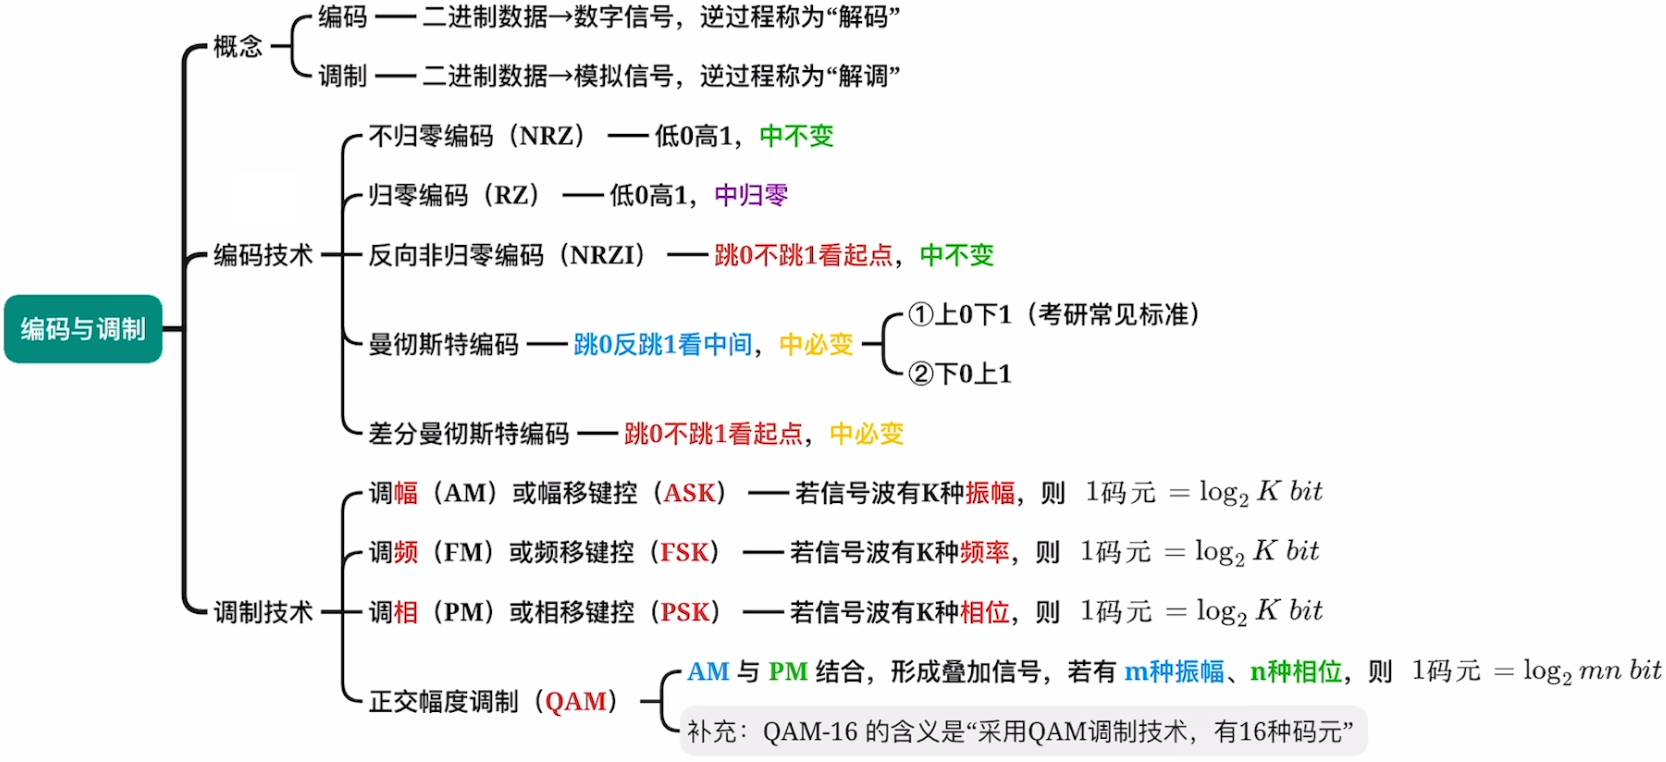 编码与调制
概念
编码 二进制数据→数字信号，逆过程称为“解码”
调制 二进制数据→模拟信号，逆过程称为“解调”
编码技术
不归零编码（NRZ） 低0高1，中不变
归零编码（RZ） 低0高1，中归零
反向非归零编码（NRZI） 跳0不跳1看起点，中不变
曼彻斯特编码 跳0反跳1看中间，中必变
①上0下1（考研常见标准）
②下0上1
差分曼彻斯特编码 跳0不跳1看起点，中必变
调制技术
调幅（AM）或幅移键控（ASK） 若信号波有K种振幅，则 1码元 = log₂ K bit
调频（FM）或频移键控（FSK） 若信号波有K种频率，则 1码元 = log₂ K bit
调相（PM）或相移键控（PSK） 若信号波有K种相位，则 1码元 = log₂ K bit
正交幅度调制（QAM）
AM 与 PM 结合，形成叠加信号，若有 m种振幅、n种相位，则 1码元 = log₂ mn bit
补充：QAM-16 的含义是“采用QAM调制技术，有16种码元”